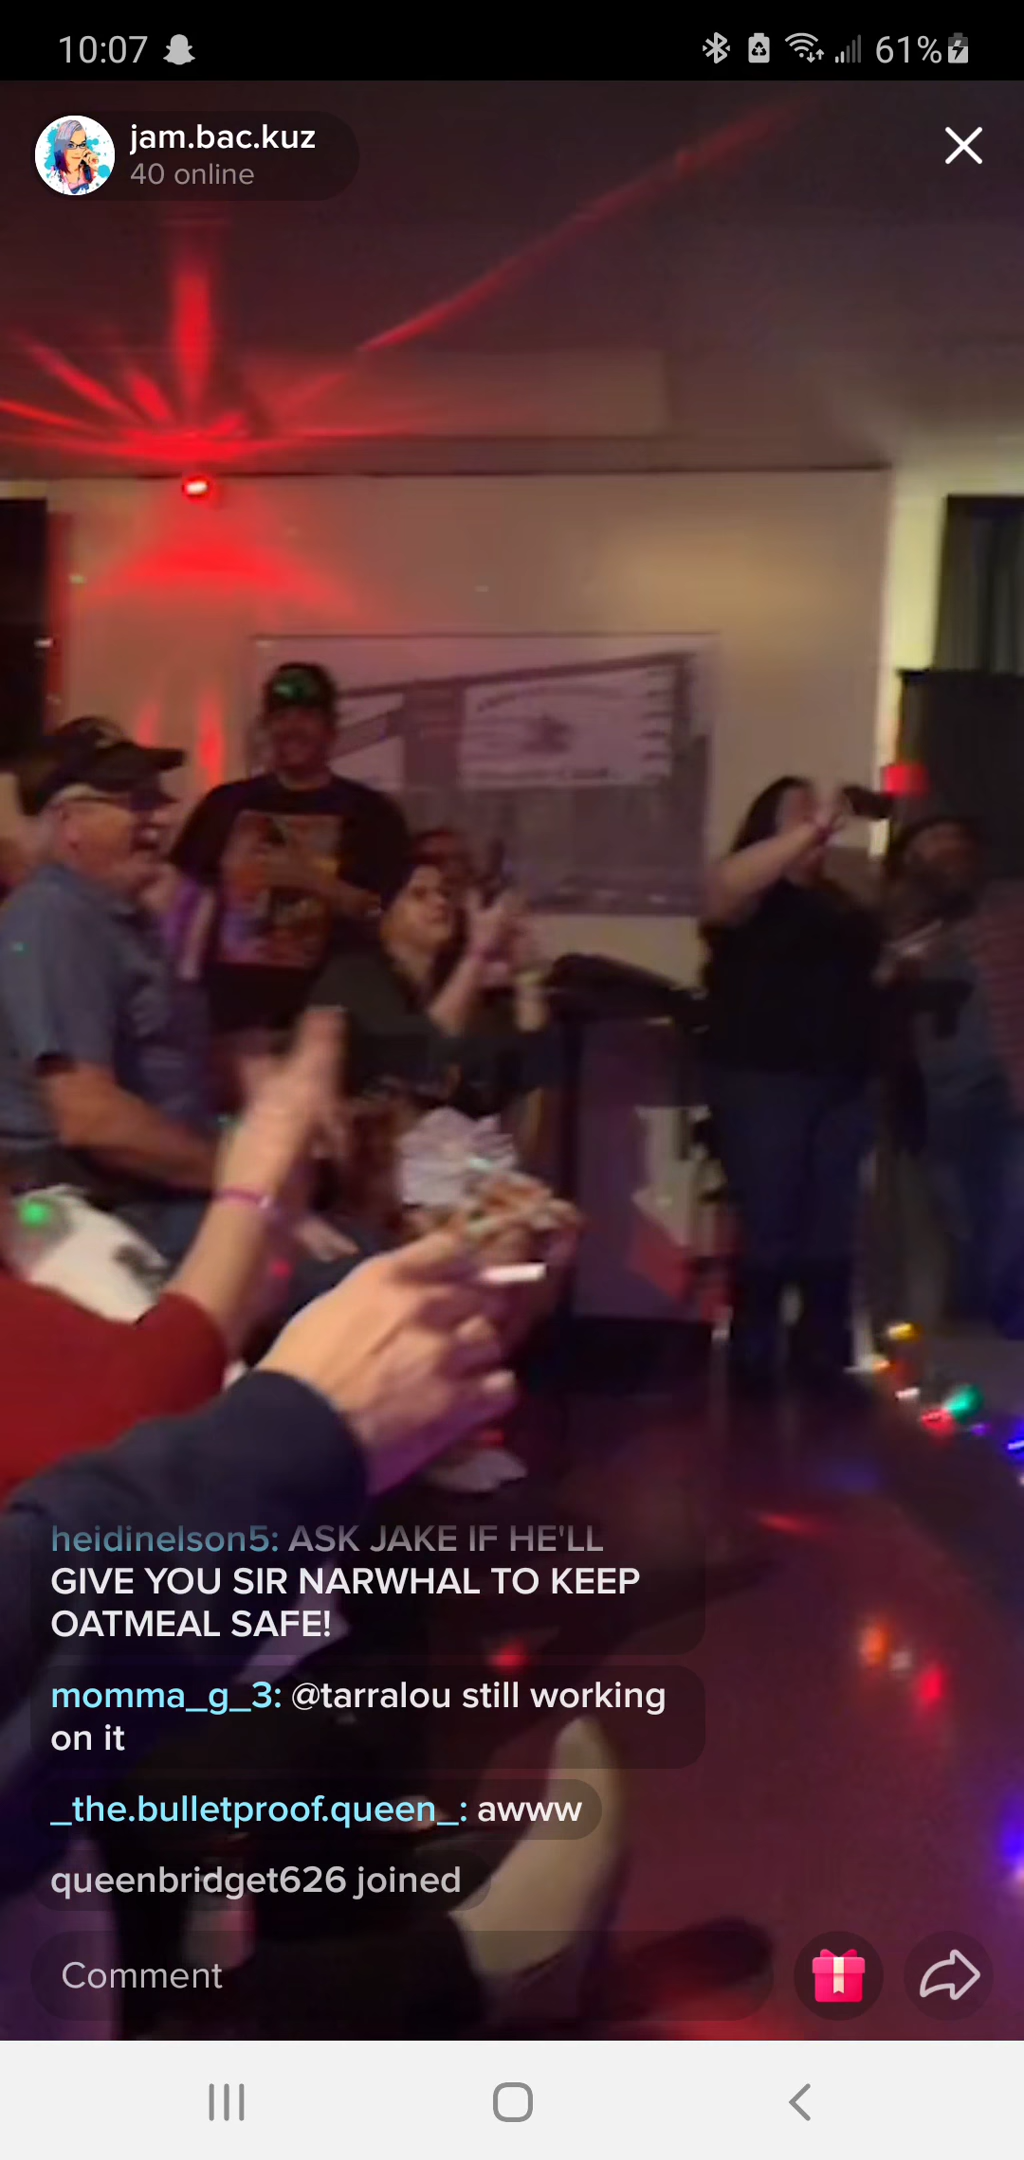 10:07
61%
jam.bac.kuz
40 online
heidinelson5: ASK JAKE IF HE'LL
GIVE YOU SIR NARWHAL TO KEEP
OATMEAL SAFE!
momma_g_3: @tarralou still working
on it
_the.bulletproof.queen_: awww
queenbridget626 joined
Comment